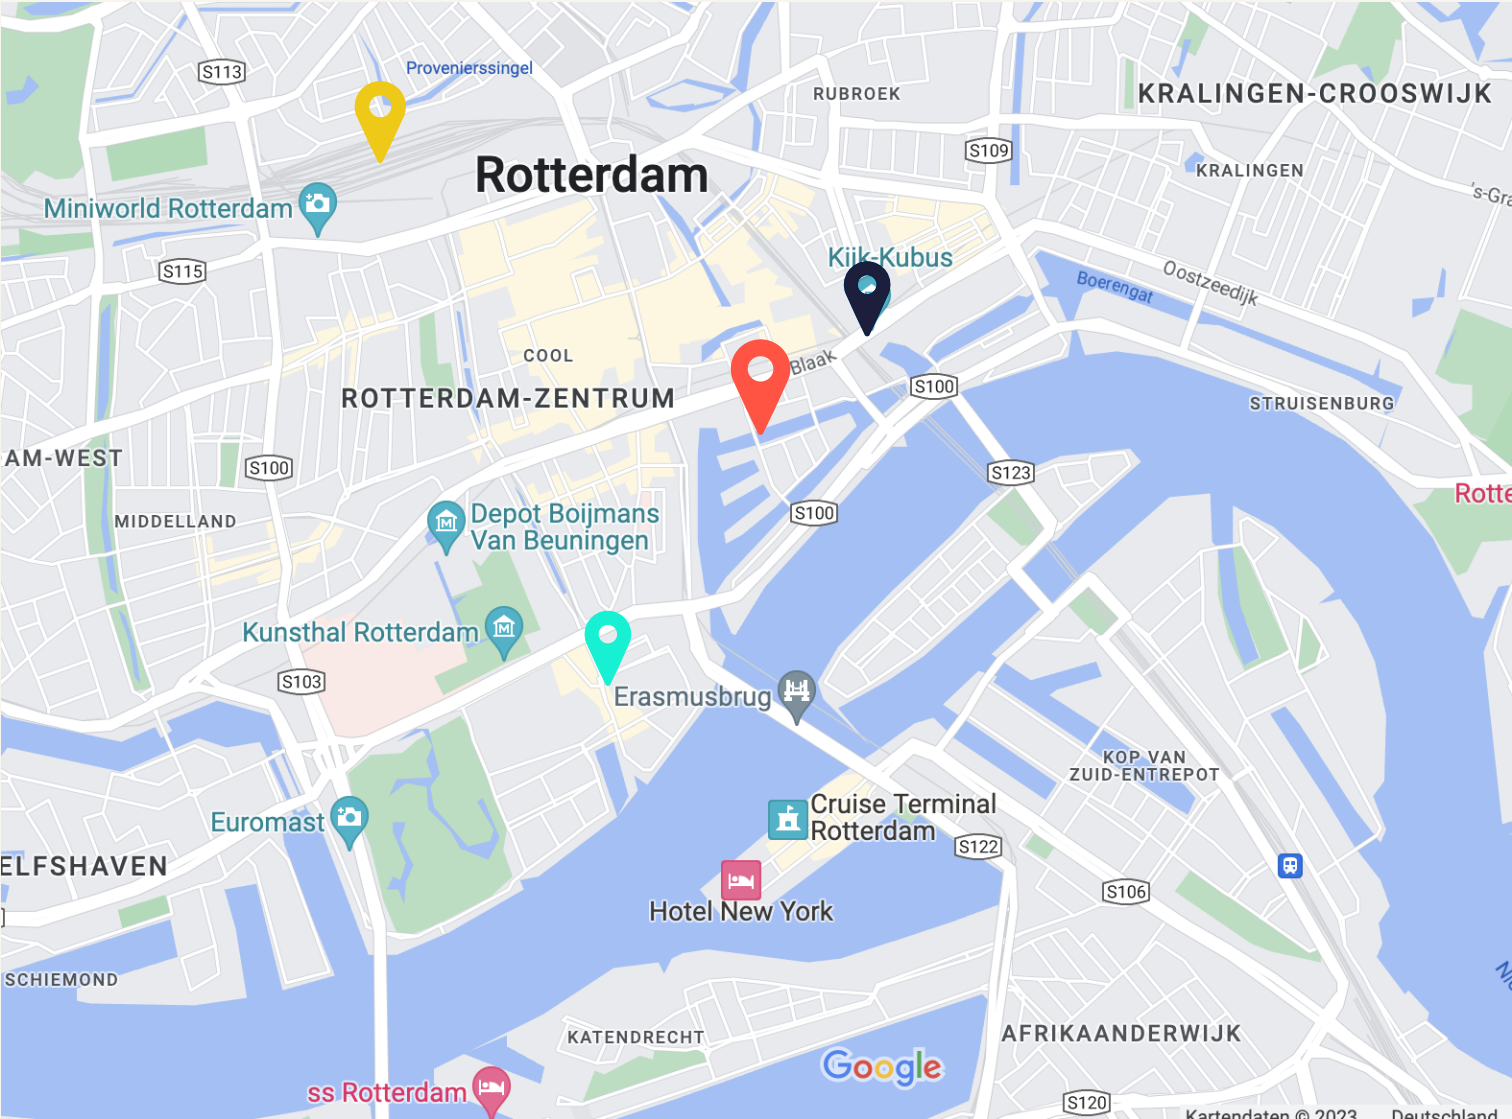 S113
Provenierssingel
RUBROEK
KRALINGEN-CROOSWIJK
S109
KRALINGEN
Rotterdam
's-Gra
Miniworld Rotterdam
S115
Kijk-Kubus
Oostzeedijk
Boerengat
COOL
Blaak
ROTTERDAM-ZENTRUM
S100
STRUISENBURG
AM-WEST
S100
S123
Rotte
MIDDELLAND
Depot Boijmans
Van Beuningen
S100
Kunsthal Rotterdam
S103
Erasmusbrug
KOP VAN
ZUID-ENTREPOT
Euromast
Cruise Terminal
Rotterdam
S122
ELFSHAVEN
S106
Hotel New York
SCHIEMOND
KATENDRECHT
AFRIKAANDERWIJK
Google
ss Rotterdam
S120
Kartendaten © 2023
Deutschland